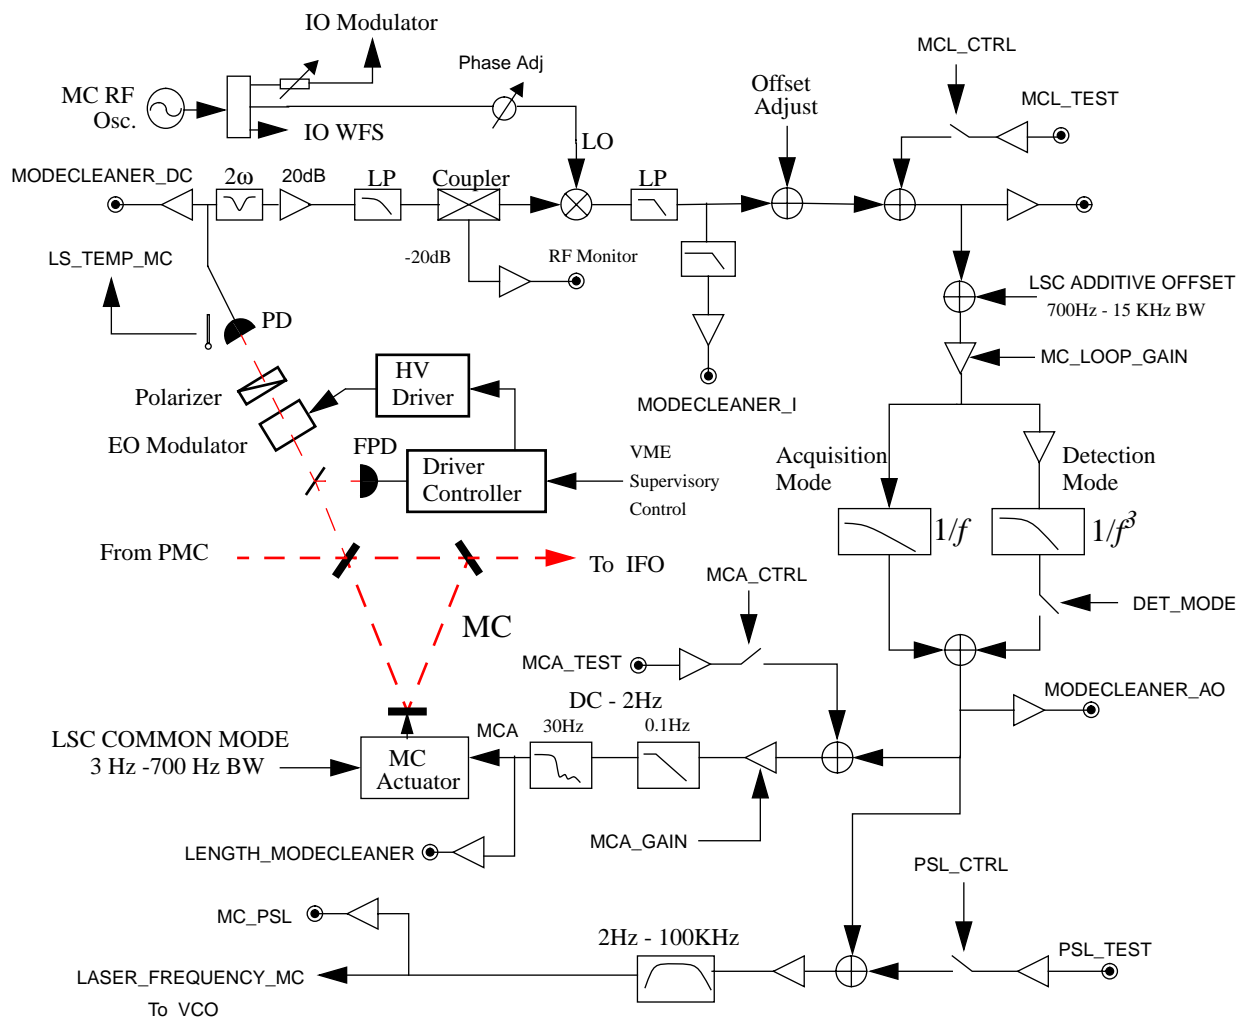 IO Modulator
MC RF
Osc.
IO WFS
Phase Adj
LO
Offset
Adjust
MCL_CTRL
MCL_TEST
MODECLEANER_DC
2ω
20dB
LP
Coupler
LP
-20dB
RF Monitor
LS_TEMP_MC
PD
LSC ADDITIVE OFFSET
700Hz - 15 KHz BW
MC_LOOP_GAIN
Polarizer
EO Modulator
HV
Driver
MODECLEANER_I
FPD
Driver
Controller
VME
Supervisory
Control
Acquisition
Mode
Detection
Mode
1/f
1/f³
From PMC
To IFO
MC
MCA_CTRL
DET_MODE
MCA_TEST
MODECLEANER_AO
DC - 2Hz
MCA
30Hz
0.1Hz
LSC COMMON MODE
3 Hz -700 Hz BW
MC
Actuator
MCA_GAIN
LENGTH_MODECLEANER
PSL_CTRL
MC_PSL
2Hz - 100KHz
PSL_TEST
LASER_FREQUENCY_MC
To VCO